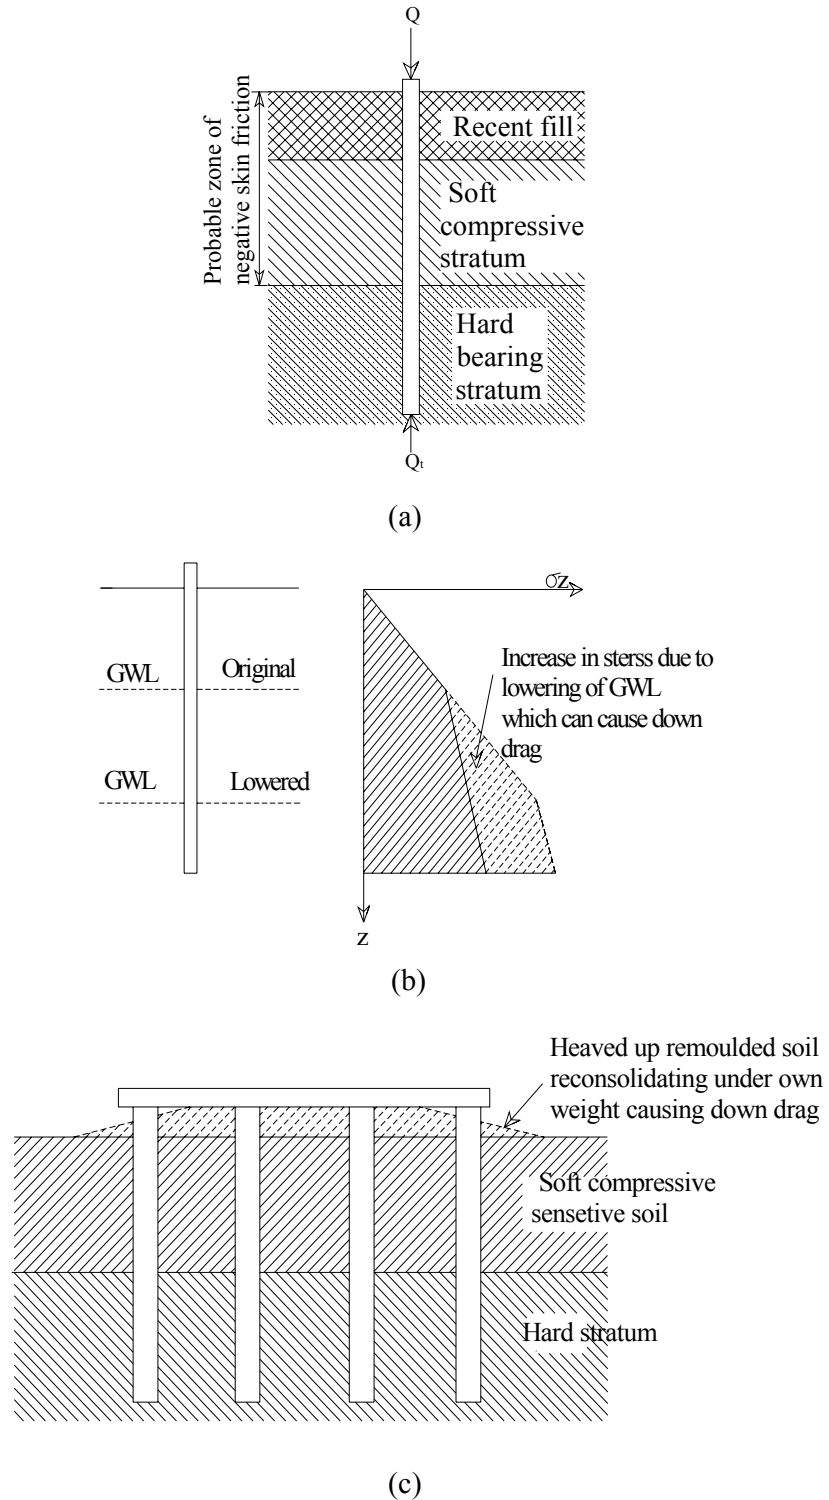 Q
Probable zone of
negative skin friction
Recent fill
Soft
compressive
stratum
Hard
bearing
stratum
Qt
(a)
σz
GWL
Original
Increase in sterss due to
lowering of GWL
which can cause down
drag
GWL
Lowered
z
(b)
Heaved up remoulded soil
reconsolidating under own
weight causing down drag
Soft compressive
sensetive soil
Hard stratum
(c)